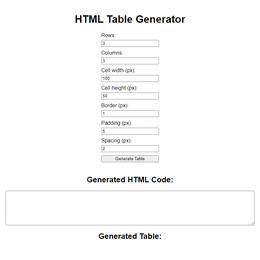 HTML Table Generator
Rows:
3
Columns:
3
Cell width (px):
100
Cell height (px):
50
Border (px):
1
Padding (px):
5
Spacing (px):
2
Generate Table
Generated HTML Code:
Generated Table: